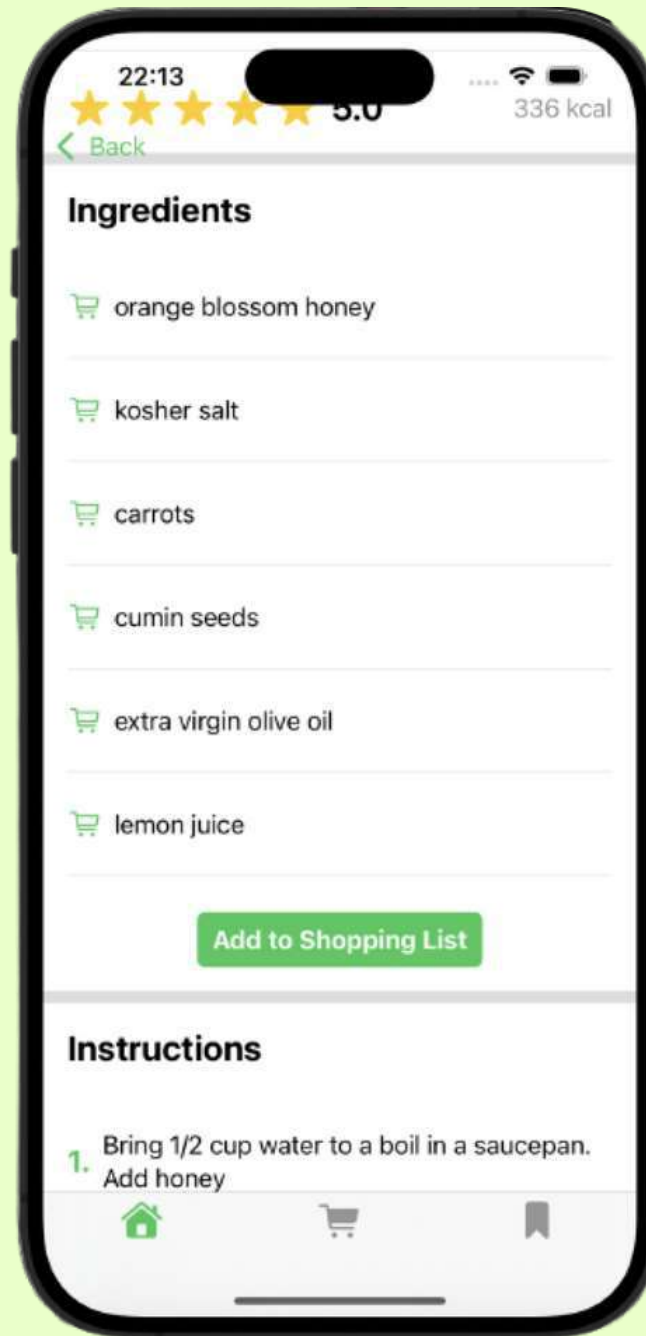 22:13
5.0
336 kcal
Back
Ingredients
orange blossom honey
kosher salt
carrots
cumin seeds
extra virgin olive oil
lemon juice
Add to Shopping List
Instructions
1. Bring 1/2 cup water to a boil in a saucepan.
Add honey